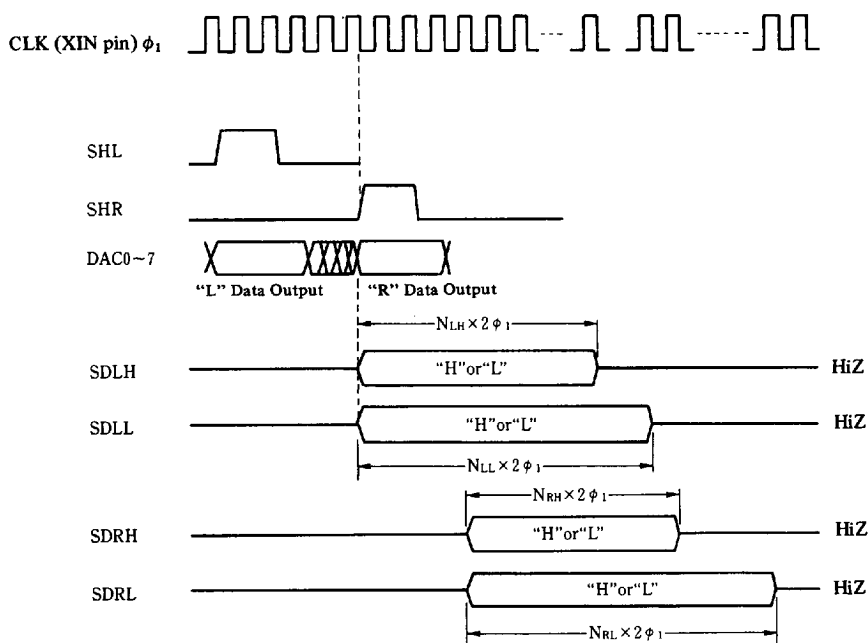 CLK (XIN pin) φ1
SHL
SHR
DAC0~7
“L” Data Output “R” Data Output
NLH×2φ1
SDLH “H”or“L” HiZ
SDLL “H”or“L” HiZ
NLL×2φ1
NRH×2φ1
SDRH “H”or“L” HiZ
SDRL “H”or“L” HiZ
NRL×2φ1